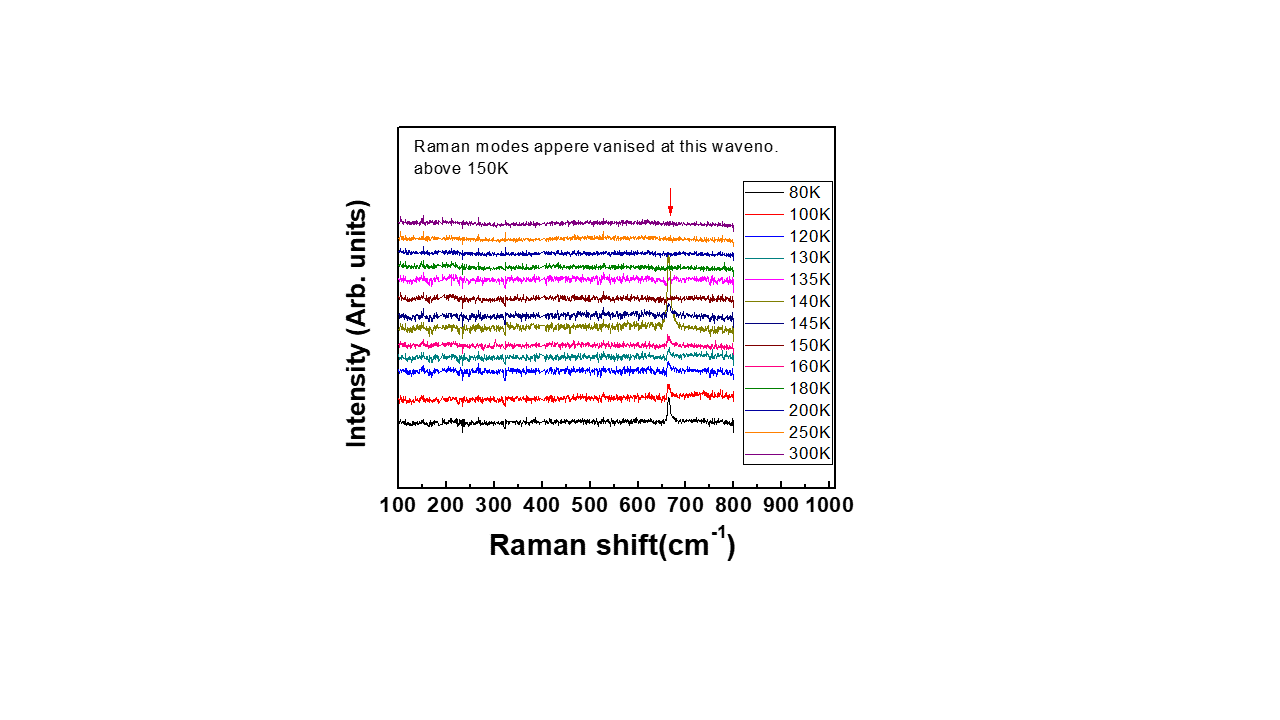 Raman modes appere vanised at this waveno.
above 150K
80K
100K
120K
130K
135K
140K
145K
150K
160K
180K
200K
250K
300K
Intensity (Arb. units)
100 200 300 400 500 600 700 800 900 1000
Raman shift(cm⁻¹)